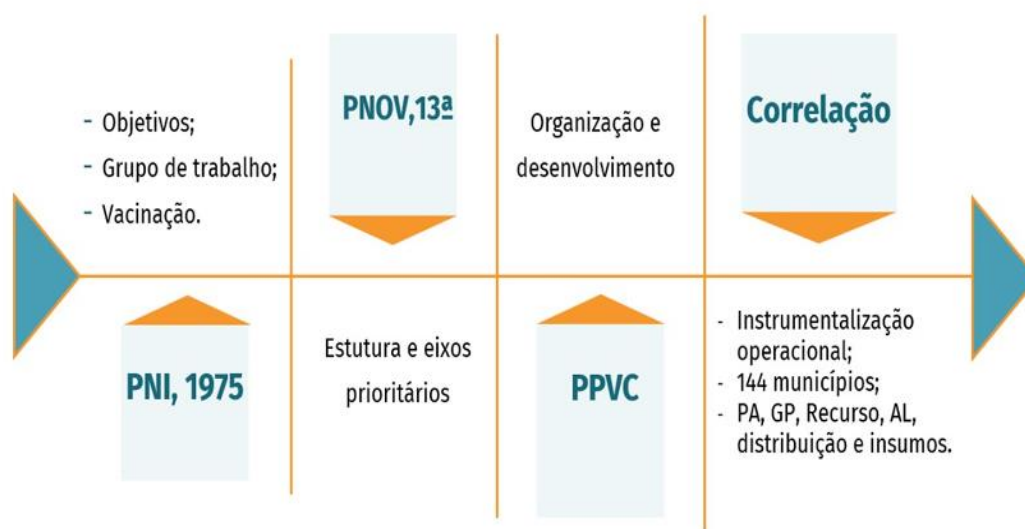 - Objetivos;
- Grupo de trabalho;
- Vacinação.
PNI, 1975
PNOV,13ª
Estutura e eixos
prioritários
Organização e
desenvolvimento
PPVC
Correlação
- Instrumentalização
operacional;
- 144 municípios;
- PA, GP, Recurso, AL,
distribuição e insumos.